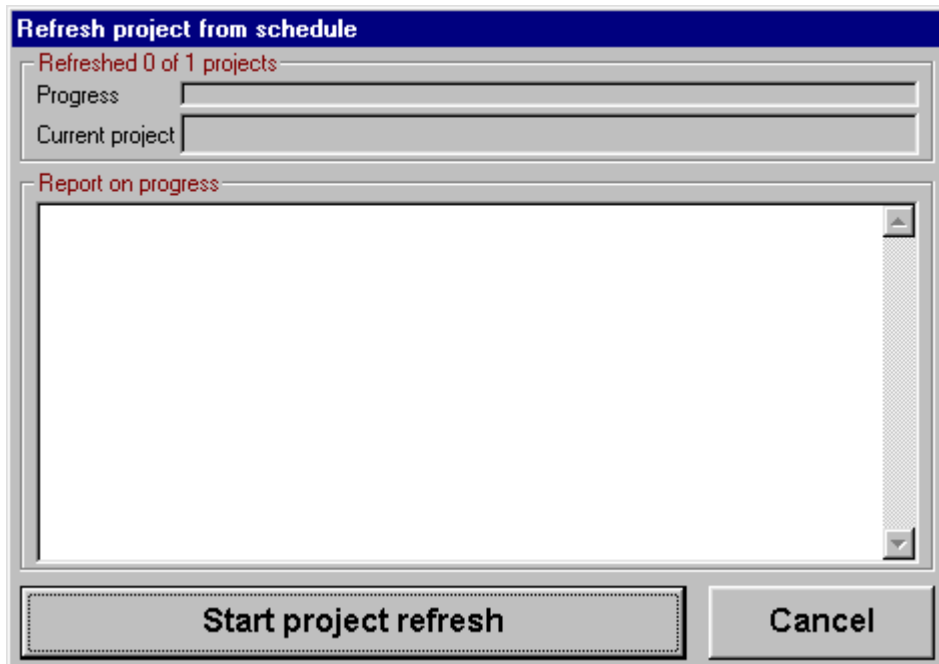 Refresh project from schedule
Refreshed 0 of 1 projects
Progress
Current project
Report on progress
Start project refresh
Cancel